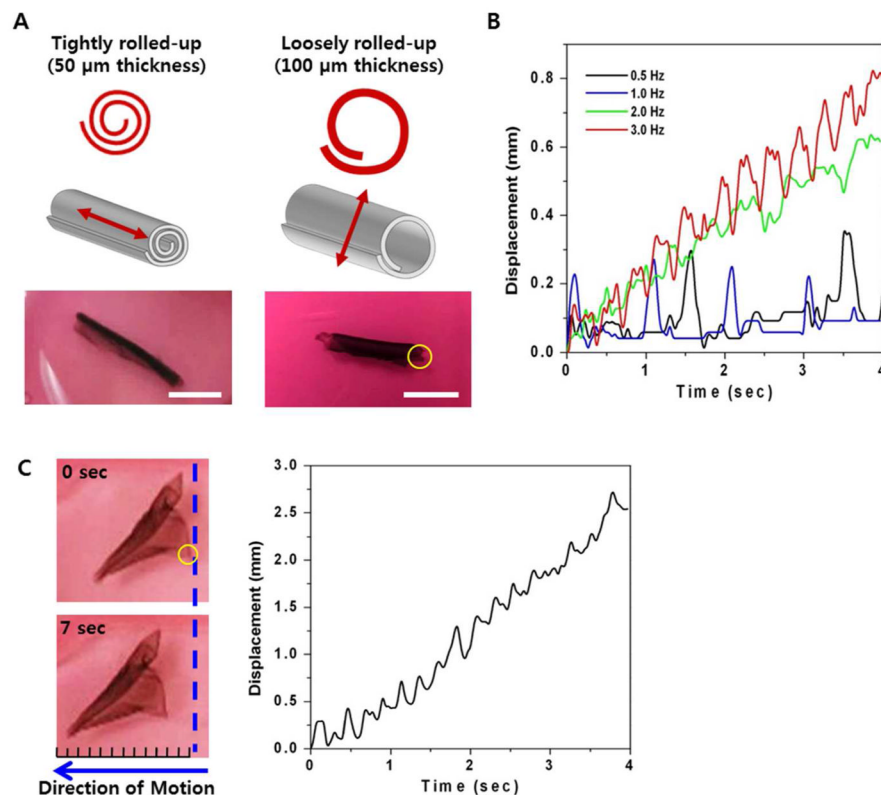 A
Tightly rolled-up
(50 µm thickness)
Loosely rolled-up
(100 µm thickness)
B
0.8
0.6
0.4
0.2
0.0
Displacement (mm)
0.5 Hz
1.0 Hz
2.0 Hz
3.0 Hz
0
1
2
3
4
Time (sec)
C
0 sec
7 sec
Direction of Motion
3.0
2.5
2.0
1.5
1.0
0.5
0.0
Displacement (mm)
0
1
2
3
4
Time (sec)